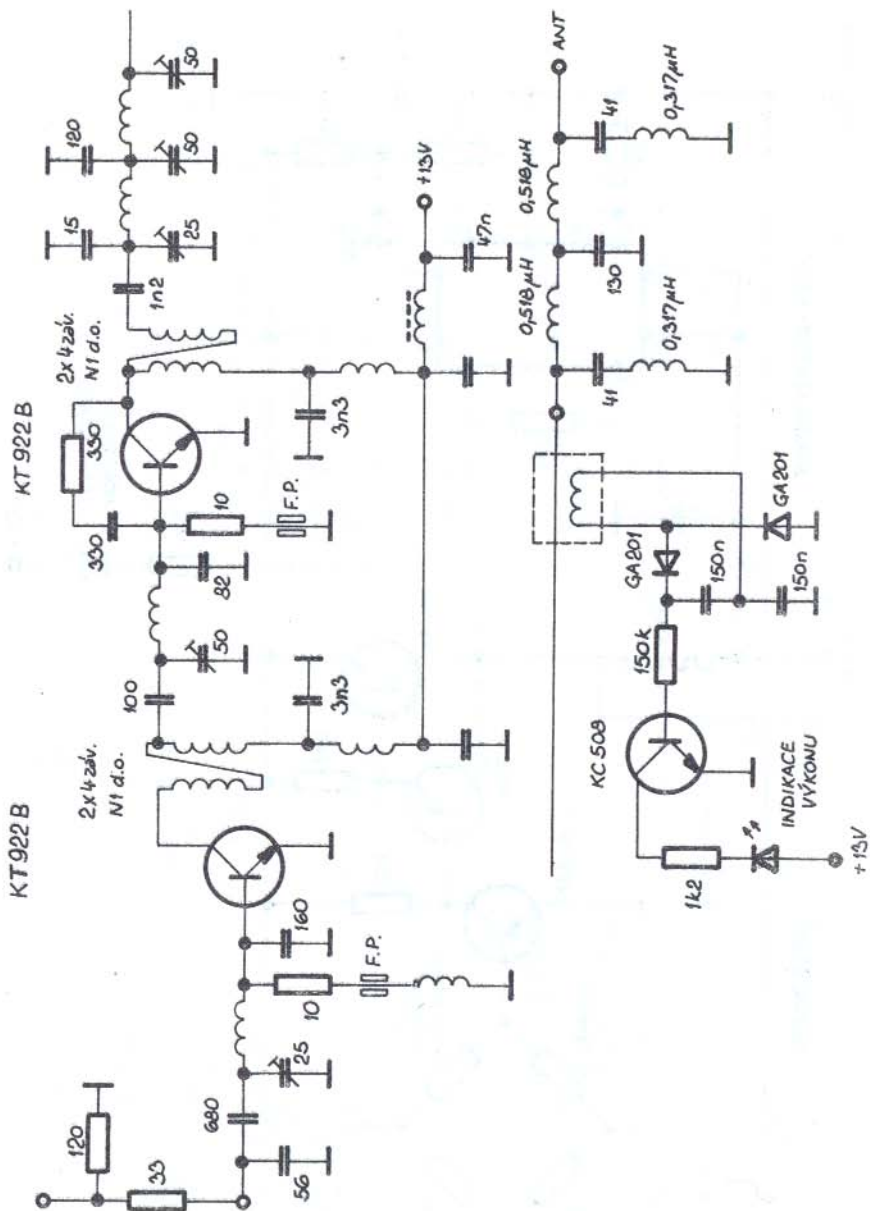 KT 922 B
KT 922 B
120
33
56
680
25
10
F.P.
160
2x 4 záv.
N1 d.o.
100
50
82
3n3
330
330
10
F.P.
2x 4 záv.
N1 d.o.
3n3
1n2
15
25
120
50
50
+13V
47n
ANT
0,518µH
0,518µH
41
0,317µH
130
41
0,317µH
GA201
GA201
150n
150n
150k
KC 508
1k2
INDIKACE
VÝKONU
+13V